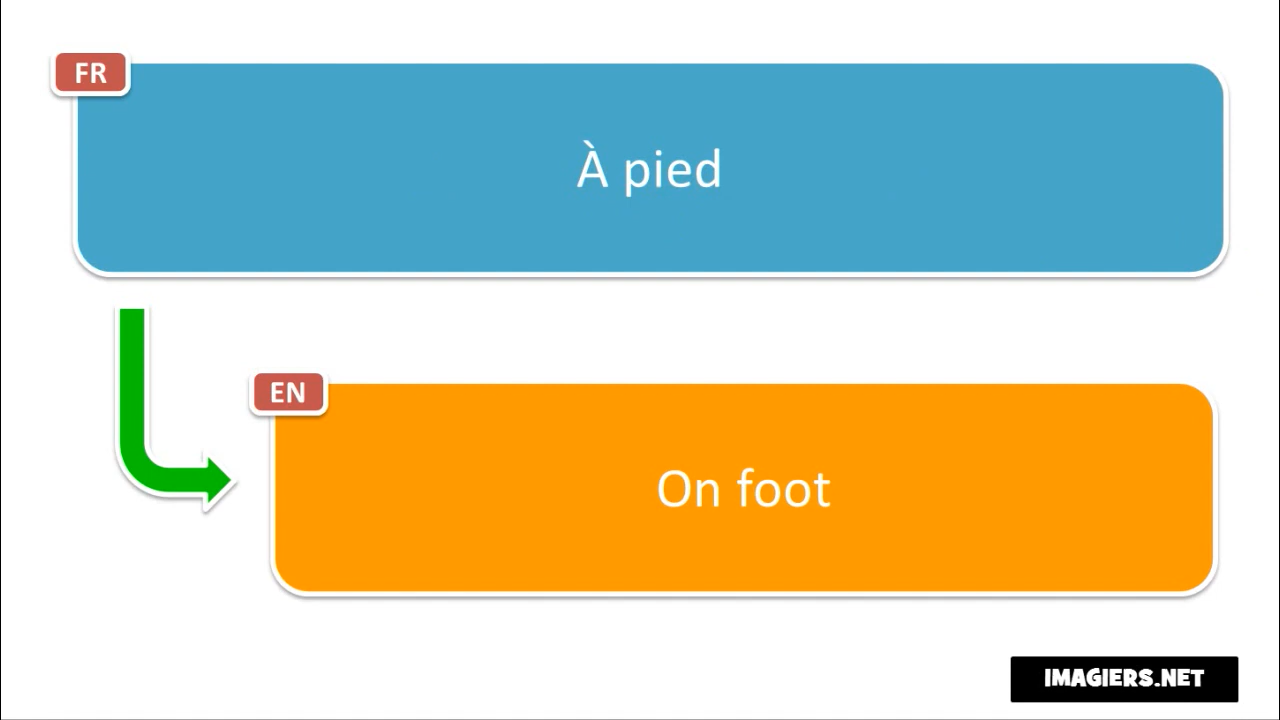 FR
À pied
EN
On foot
IMAGIERS.NET